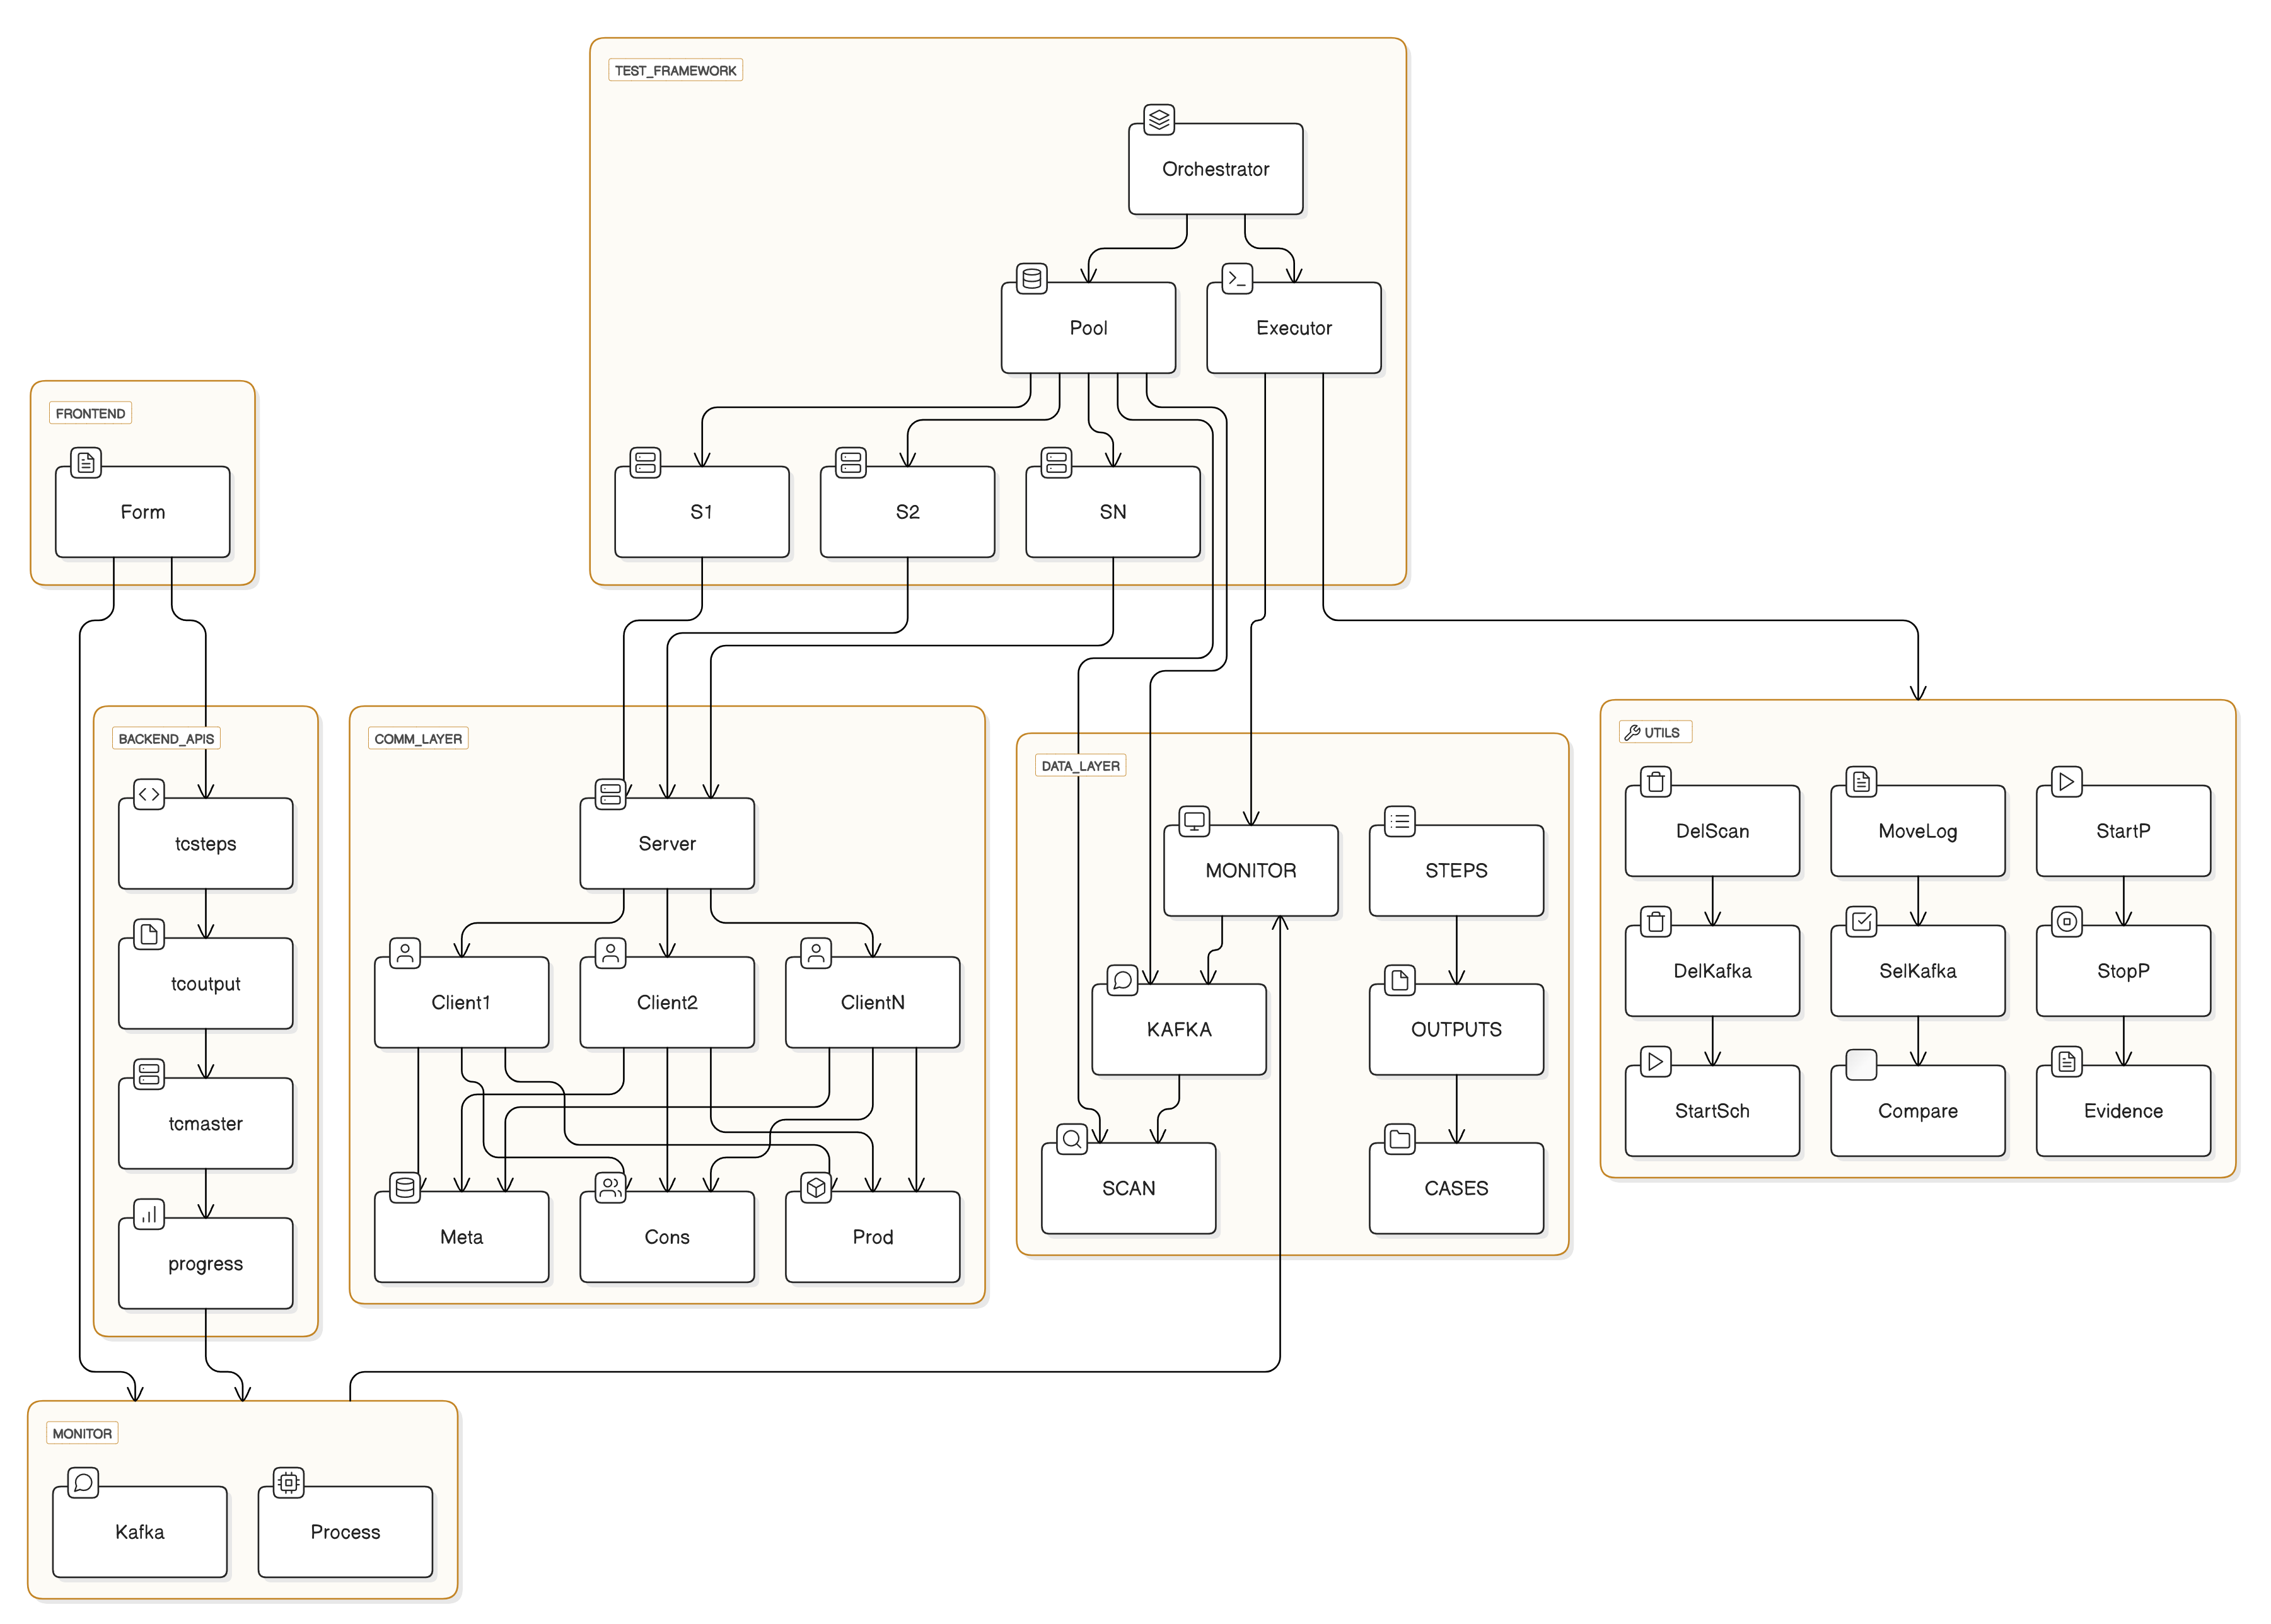 TEST_FRAMEWORK
Orchestrator
Pool
Executor
S1
S2
SN
FRONTEND
Form
BACKEND_APIS
tcsteps
tcoutput
tcmaster
progress
COMM_LAYER
Server
Client1
Client2
ClientN
Meta
Cons
Prod
DATA_LAYER
MONITOR
STEPS
KAFKA
OUTPUTS
SCAN
CASES
UTILS
DelScan
MoveLog
StartP
DelKafka
SelKafka
StopP
StartSch
Compare
Evidence
MONITOR
Kafka
Process